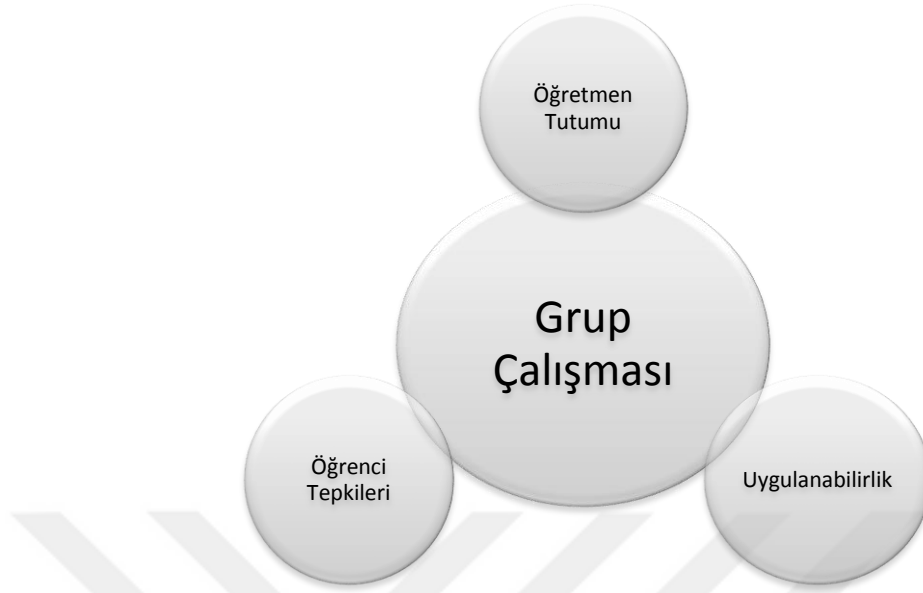 Öğretmen
Tutumu
Grup
Çalışması
Öğrenci
Tepkileri
Uygulanabilirlik